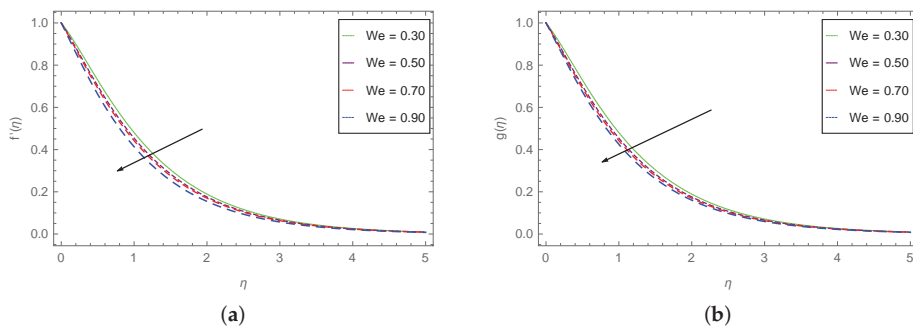 1.0
0.8
0.6
0.4
0.2
0.0
f'(η)
0 1 2 3 4 5
η
We = 0.30
We = 0.50
We = 0.70
We = 0.90
(a)
1.0
0.8
0.6
0.4
0.2
0.0
g(η)
0 1 2 3 4 5
η
We = 0.30
We = 0.50
We = 0.70
We = 0.90
(b)